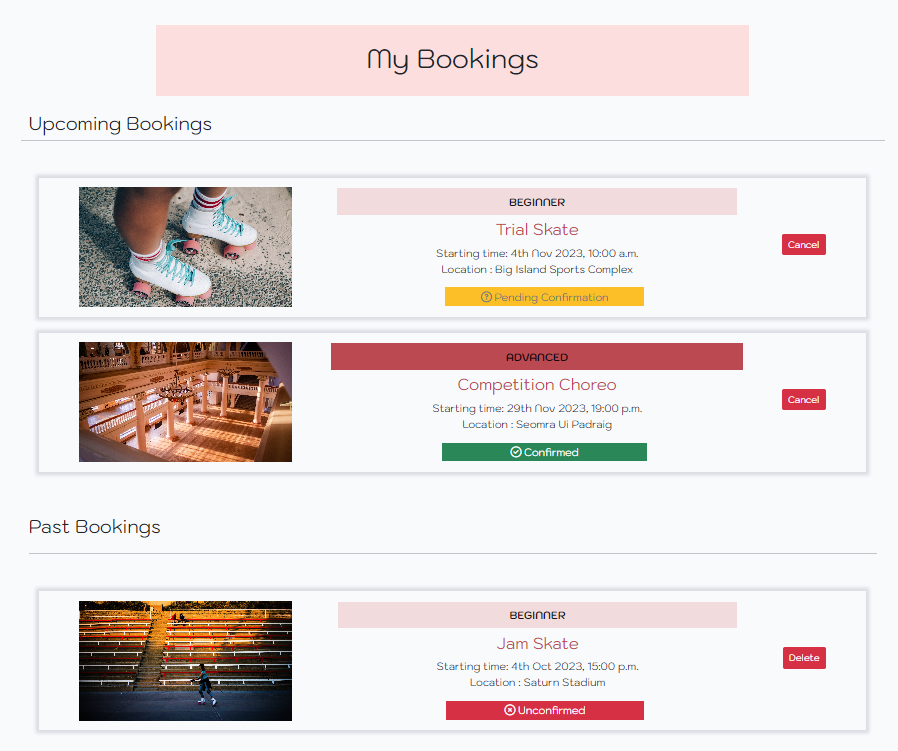 My Bookings
Upcoming Bookings
BEGINNER
Trial Skate
Starting time: 4th Nov 2023, 10:00 a.m.
Location : Big Island Sports Complex
Pending Confirmation
Cancel
ADVANCED
Competition Choreo
Starting time: 29th Nov 2023, 19:00 p.m.
Location : Seomra Ui Padraig
Confirmed
Cancel
Past Bookings
BEGINNER
Jam Skate
Starting time: 4th Oct 2023, 15:00 p.m.
Location : Saturn Stadium
Unconfirmed
Delete